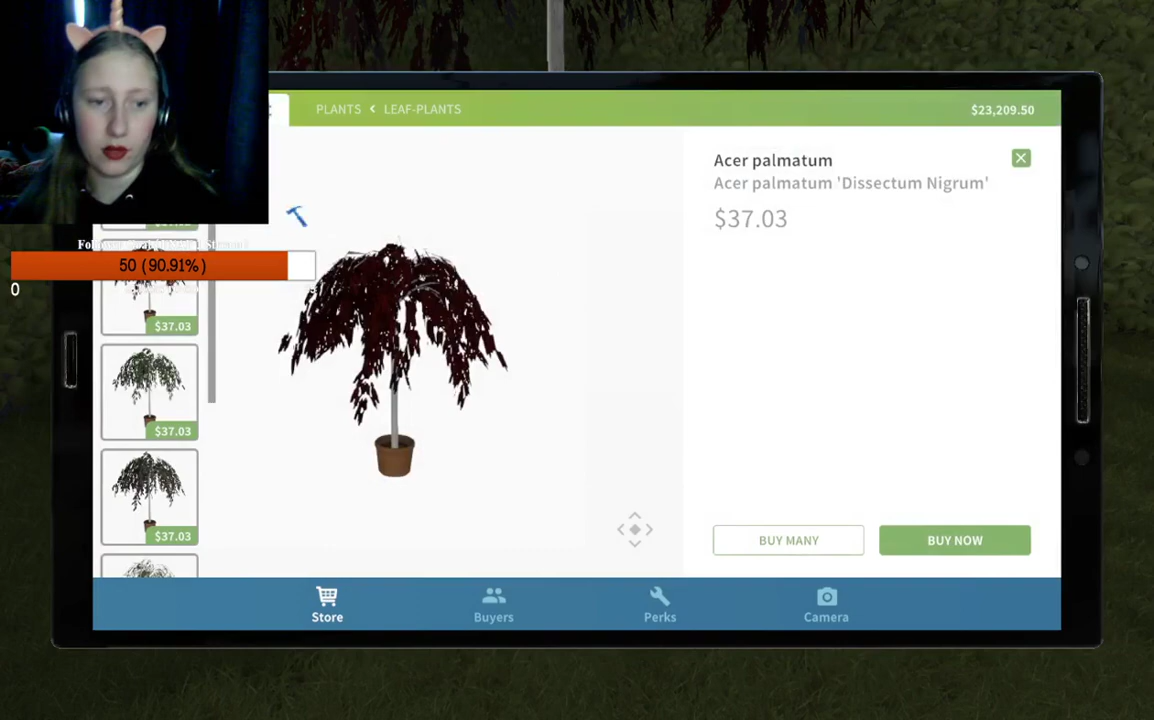 PLANTS < LEAF-PLANTS
$23,209.50
Acer palmatum
Acer palmatum 'Dissectum Nigrum'
$37.03
50 (90.91%)
0
$37.03
$37.03
$37.03
BUY MANY
BUY NOW
Store
Buyers
Perks
Camera